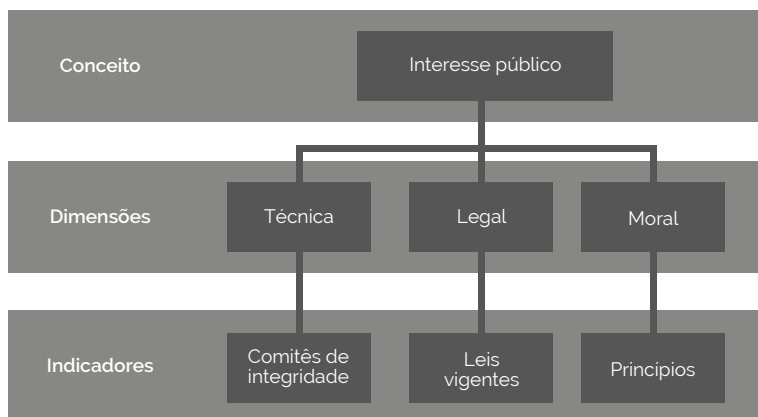 Conceito
Interesse público
Dimensões
Técnica
Legal
Moral
Indicadores
Comitês de
integridade
Leis
vigentes
Princípios